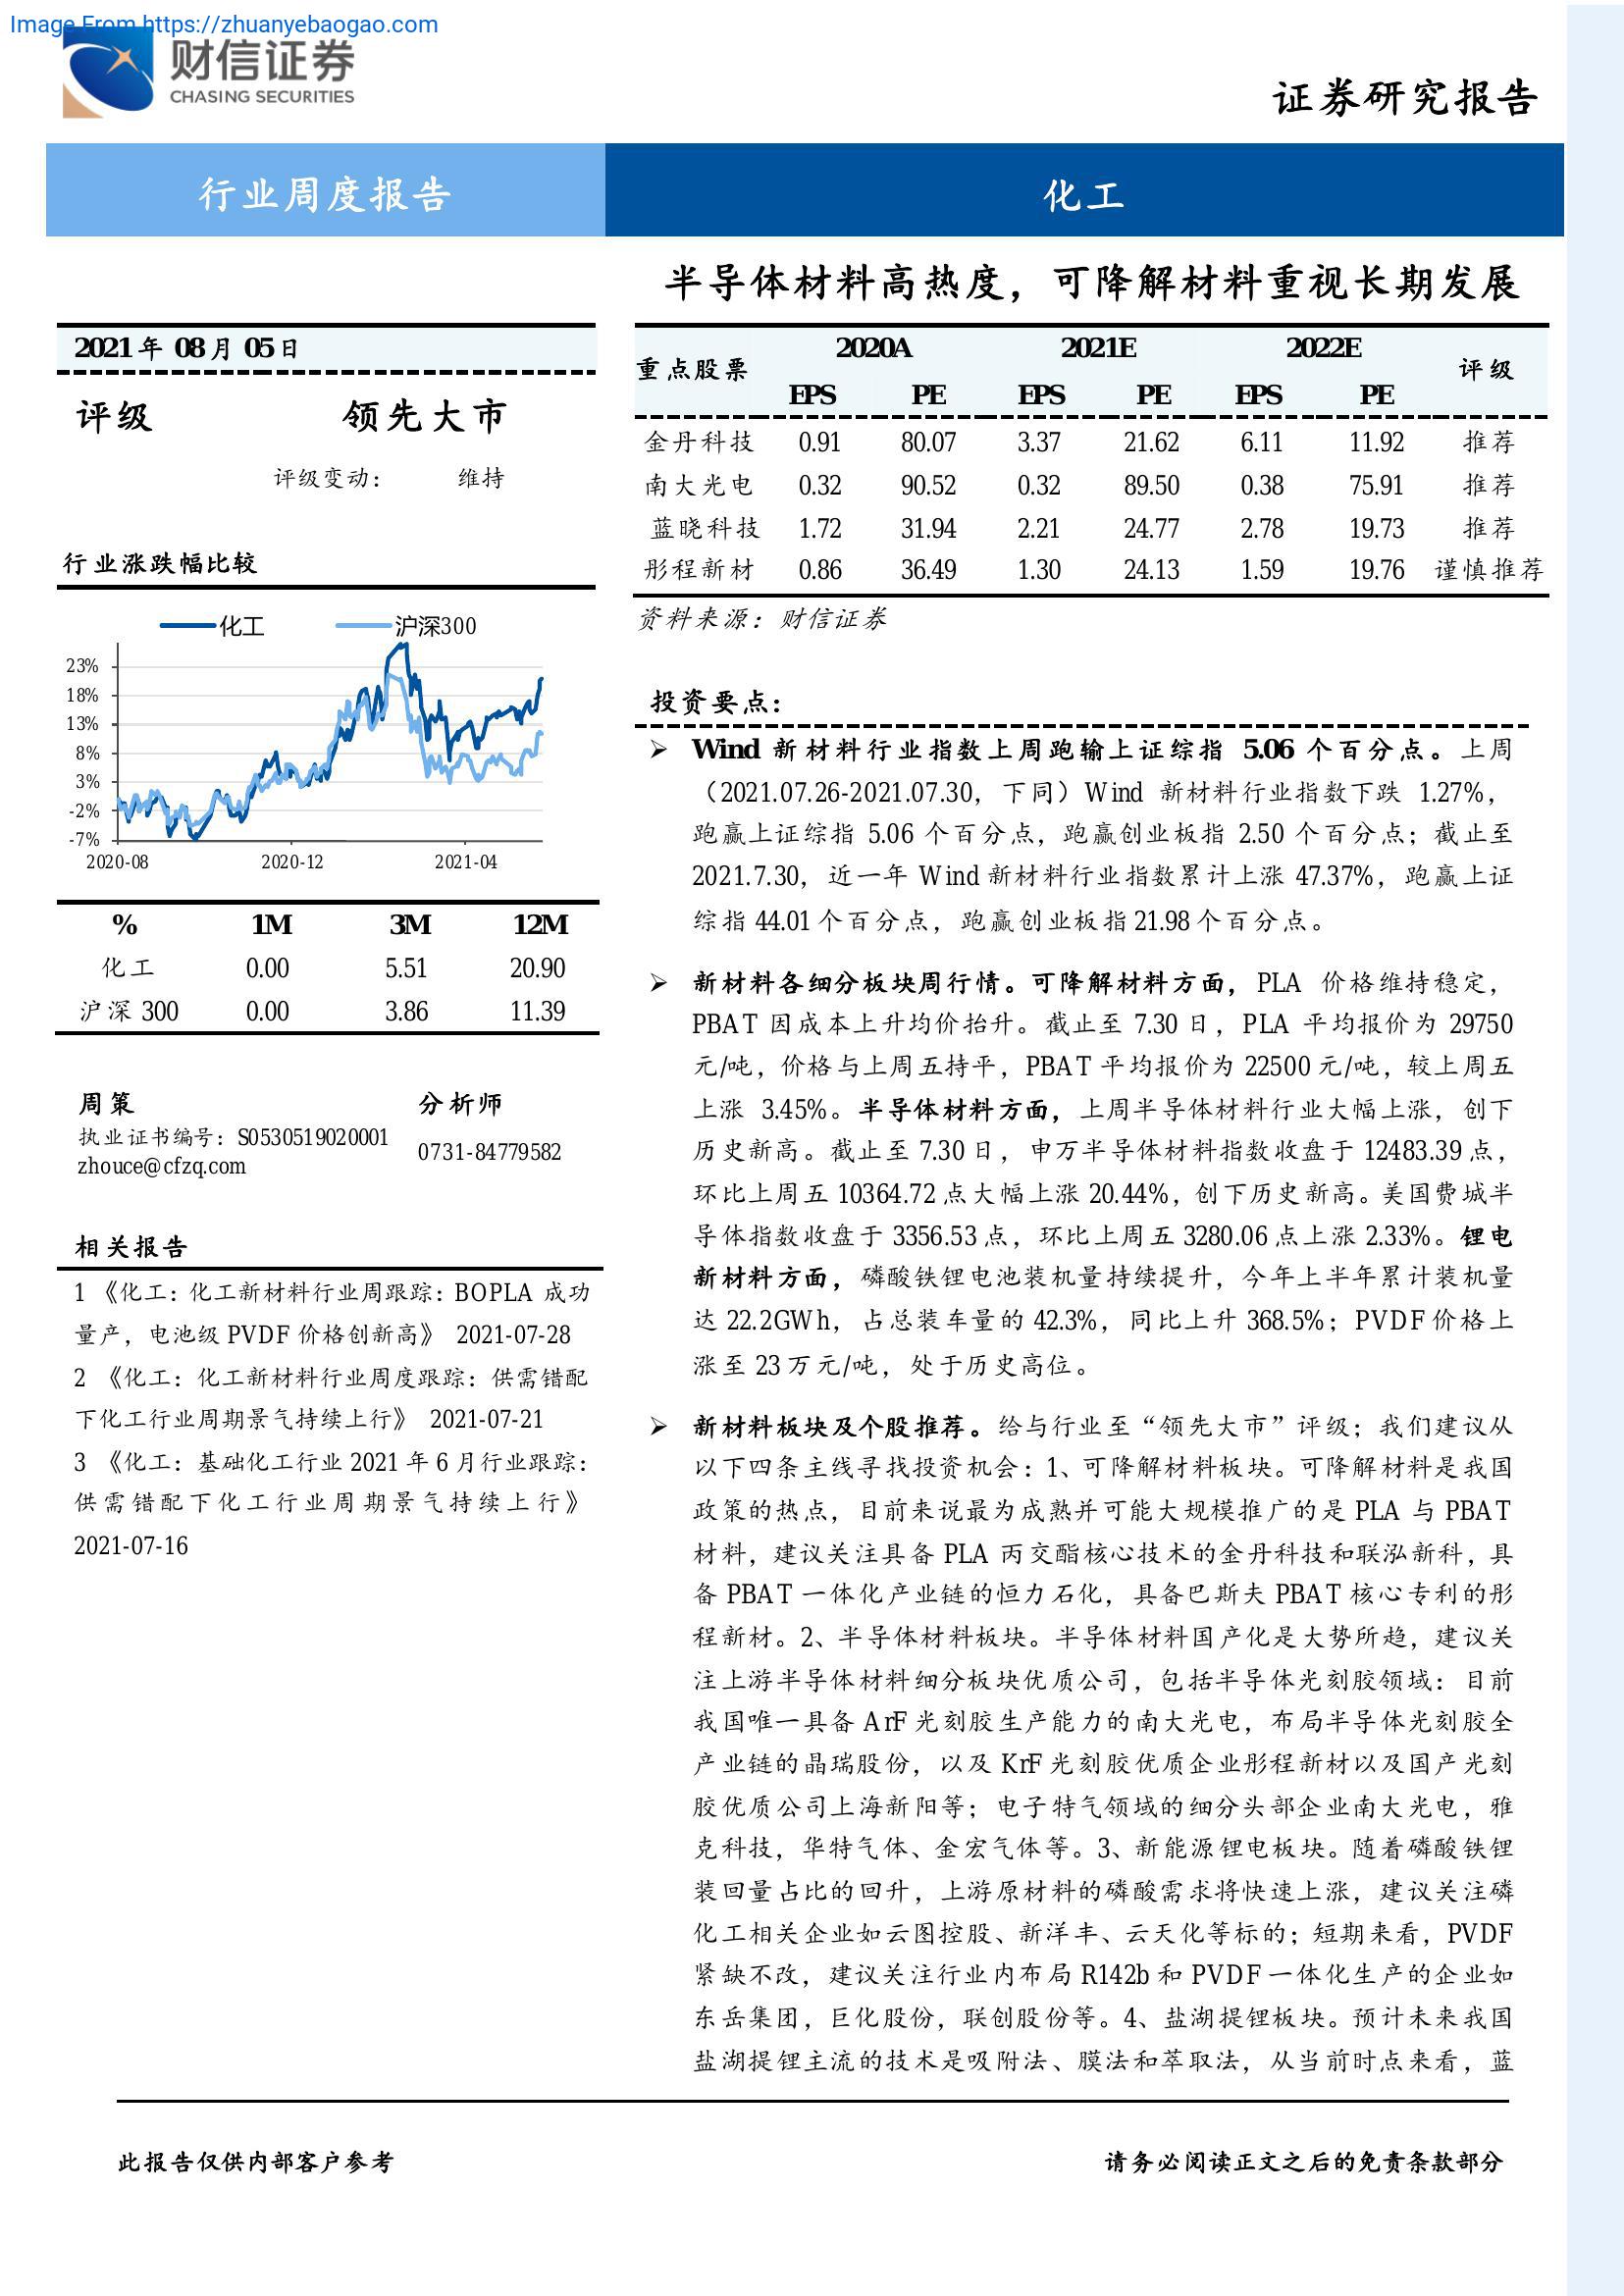 Image From https://zhuanyebaogao.com
财信证券
CHASING SECURITIES
证券研究报告
行业周度报告
化工
半导体材料高热度，可降解材料重视长期发展
2021 年 08 月 05 日
评级 领先大市
评级变动： 维持
行业涨跌幅比较
化工 沪深300
23%
18%
13%
8%
3%
-2%
-7%
2020-08 2020-12 2021-04
% 1M 3M 12M
化工 0.00 5.51 20.90
沪深 300 0.00 3.86 11.39
周策 分析师
执业证书编号：S0530519020001
zhouce@cfzq.com
0731-84779582
相关报告
1 《化工：化工新材料行业周跟踪：BOPLA 成功
量产，电池级 PVDF 价格创新高》 2021-07-28
2 《化工：化工新材料行业周度跟踪：供需错配
下化工行业周期景气持续上行》 2021-07-21
3 《化工：基础化工行业 2021 年 6 月行业跟踪：
供需错配下化工行业周期景气持续上行》
2021-07-16
重点股票 2020A 2021E 2022E 评级
EPS PE EPS PE EPS PE
金丹科技 0.91 80.07 3.37 21.62 6.11 11.92 推荐
南大光电 0.32 90.52 0.32 89.50 0.38 75.91 推荐
蓝晓科技 1.72 31.94 2.21 24.77 2.78 19.73 推荐
彤程新材 0.86 36.49 1.30 24.13 1.59 19.76 谨慎推荐
资料来源：财信证券
投资要点：
➢ Wind 新材料行业指数上周跑输上证综指 5.06 个百分点。上周
（2021.07.26-2021.07.30，下同）Wind 新材料行业指数下跌 1.27%，
跑赢上证综指 5.06 个百分点，跑赢创业板指 2.50 个百分点；截止至
2021.7.30，近一年 Wind 新材料行业指数累计上涨 47.37%，跑赢上证
综指 44.01 个百分点，跑赢创业板指 21.98 个百分点。
➢ 新材料各细分板块周行情。可降解材料方面，PLA 价格维持稳定，
PBAT 因成本上升均价抬升。截止至 7.30 日，PLA 平均报价为 29750
元/吨，价格与上周五持平，PBAT 平均报价为 22500 元/吨，较上周五
上涨 3.45%。半导体材料方面，上周半导体材料行业大幅上涨，创下
历史新高。截止至 7.30 日，申万半导体材料指数收盘于 12483.39 点，
环比上周五 10364.72 点大幅上涨 20.44%，创下历史新高。美国费城半
导体指数收盘于 3356.53 点，环比上周五 3280.06 点上涨 2.33%。锂电
新材料方面，磷酸铁锂电池装机量持续提升，今年上半年累计装机量
达 22.2GWh，占总装车量的 42.3%，同比上升 368.5%；PVDF 价格上
涨至 23 万元/吨，处于历史高位。
➢ 新材料板块及个股推荐。给与行业至“领先大市”评级；我们建议从
以下四条主线寻找投资机会：1、可降解材料板块。可降解材料是我国
政策的热点，目前来说最为成熟并可能大规模推广的是 PLA 与 PBAT
材料，建议关注具备 PLA 丙交酯核心技术的金丹科技和联泓新科，具
备 PBAT 一体化产业链的恒力石化，具备巴斯夫 PBAT 核心专利的彤
程新材。2、半导体材料板块。半导体材料国产化是大势所趋，建议关
注上游半导体材料细分板块优质公司，包括半导体光刻胶领域：目前
我国唯一具备 ArF 光刻胶生产能力的南大光电，布局半导体光刻胶全
产业链的晶瑞股份，以及 KrF 光刻胶优质企业彤程新材以及国产光刻
胶优质公司上海新阳等；电子特气领域的细分头部企业南大光电，雅
克科技，华特气体、金宏气体等。3、新能源锂电板块。随着磷酸铁锂
装回量占比的回升，上游原材料的磷酸需求将快速上涨，建议关注磷
化工相关企业如云图控股、新洋丰、云天化等标的；短期来看，PVDF
紧缺不改，建议关注行业内布局 R142b 和 PVDF 一体化生产的企业如
东岳集团，巨化股份，联创股份等。4、盐湖提锂板块。预计未来我国
盐湖提锂主流的技术是吸附法、膜法和萃取法，从当前时点来看，蓝
此报告仅供内部客户参考
请务必阅读正文之后的免责条款部分